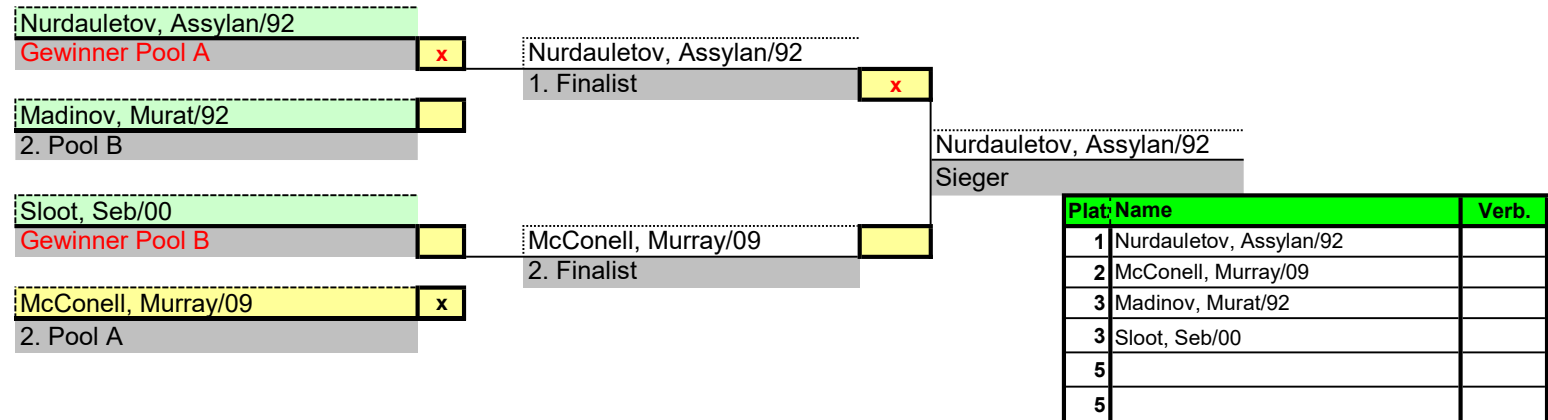 Nurdauletov, Assylan/92
Gewinner Pool A
x
Nurdauletov, Assylan/92
1. Finalist
x
Madinov, Murat/92
2. Pool B
Nurdauletov, Assylan/92
Sieger
Sloot, Seb/00
Gewinner Pool B
McConell, Murray/09
2. Finalist
McConell, Murray/09
x
2. Pool A
Platz Name Verb.
1 Nurdauletov, Assylan/92
2 McConell, Murray/09
3 Madinov, Murat/92
3 Sloot, Seb/00
5
5